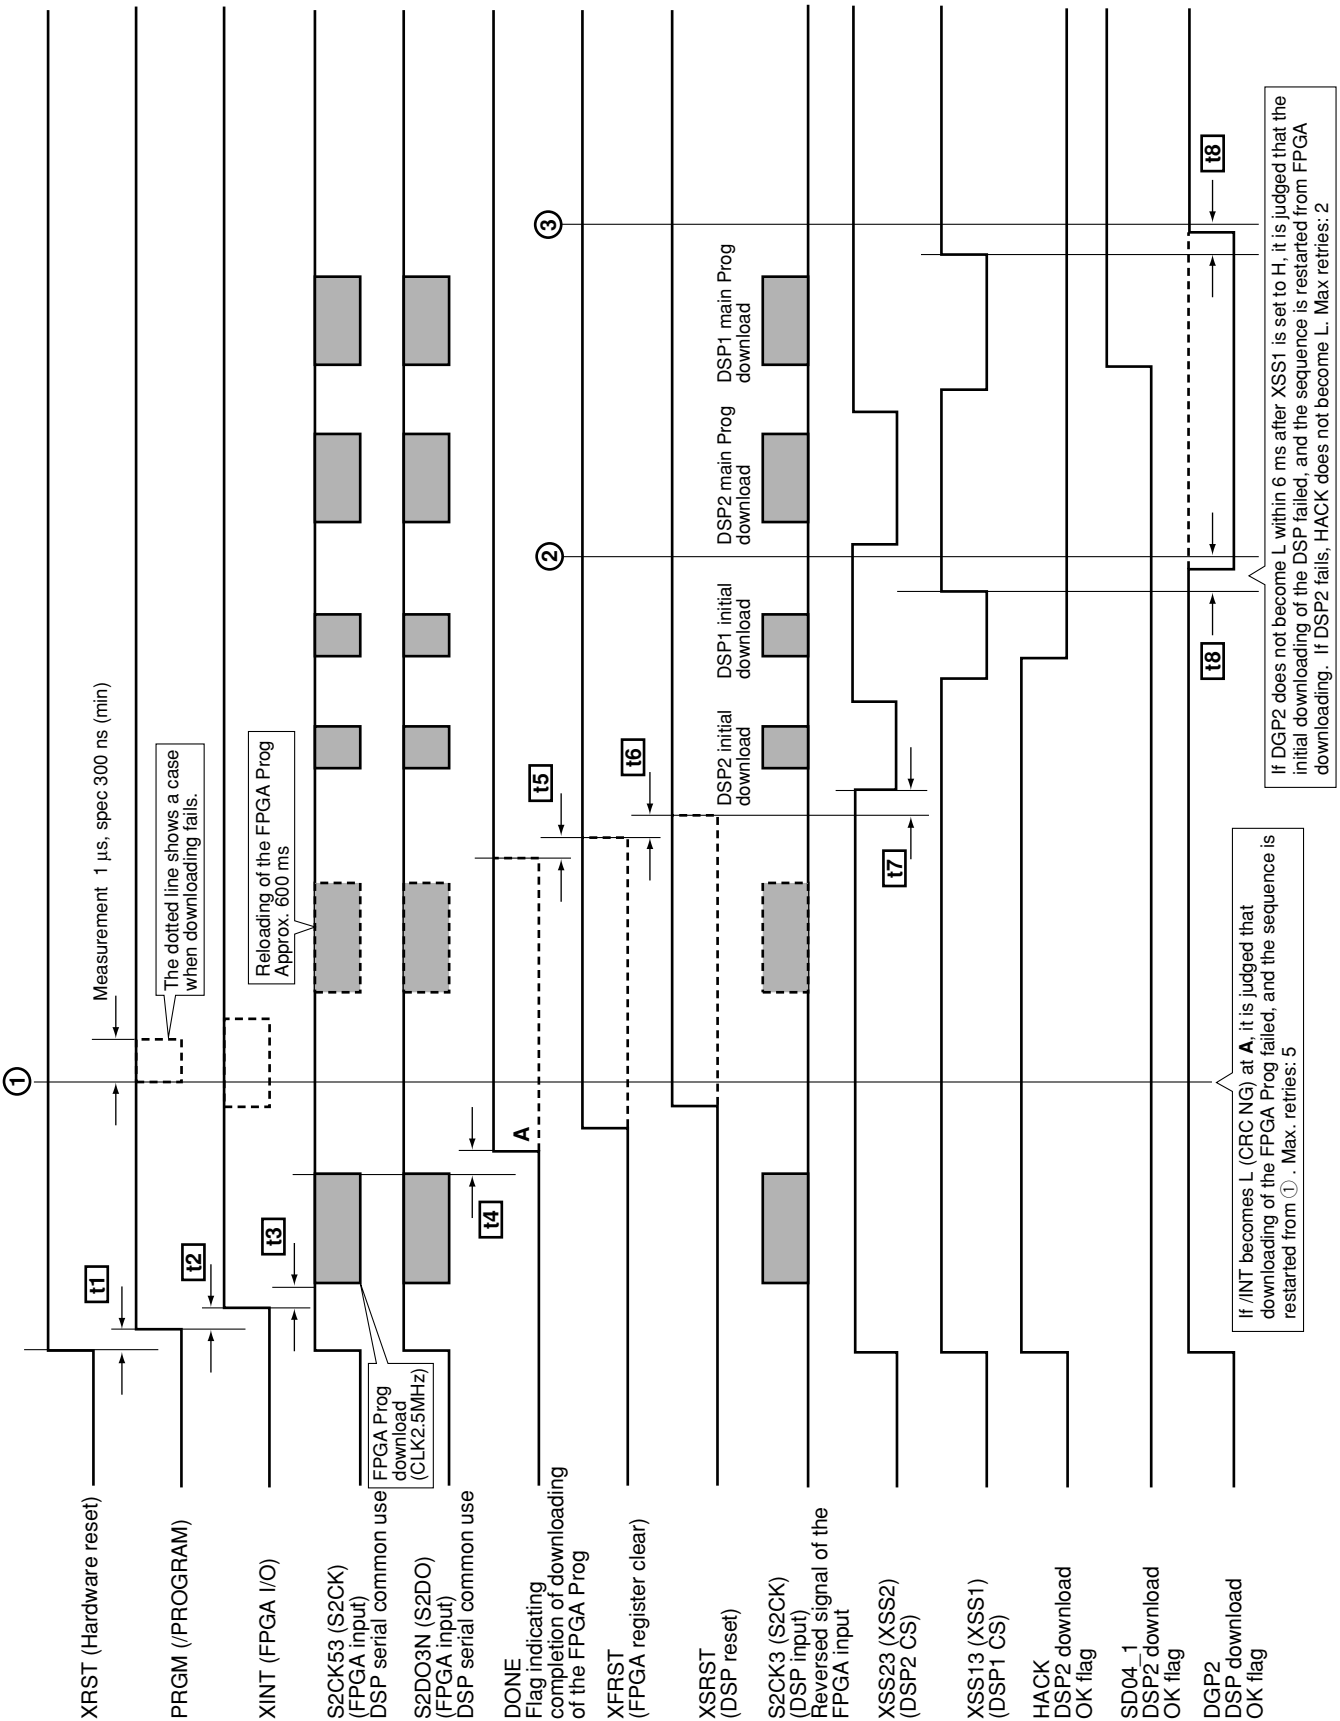 XRST (Hardware reset)
PRGM (/PROGRAM)
XINT (FPGA I/O)
S2CK53 (S2CK)
(FPGA input)
DSP serial common use
S2DO3N (S2DO)
(FPGA input)
DSP serial common use
DONE
Flag indicating
completion of downloading
of the FPGA Prog
XFRST
(FPGA register clear)
XSRST
(DSP reset)
S2CK3 (S2CK)
(DSP input)
Reversed signal of the
FPGA input
XSS23 (XSS2)
(DSP2 CS)
XSS13 (XSS1)
(DSP1 CS)
HACK
DSP2 download
OK flag
SD04_1
DSP2 download
OK flag
DGP2
DSP download
OK flag
t1
t2
t3
FPGA Prog
download
(CLK2.5MHz)
t4
A
1
Measurement 1 µs, spec 300 ns (min)
The dotted line shows a case
when downloading fails.
Reloading of the FPGA Prog
Approx. 600 ms
t5
t6
t7
DSP2 initial
download
DSP1 initial
download
DSP2 main Prog
download
DSP1 main Prog
download
2
3
t8
t8
If /INT becomes L (CRC NG) at A, it is judged that
downloading of the FPGA Prog failed, and the sequence is
restarted from ①. Max. retries: 5
If DGP2 does not become L within 6 ms after XSS1 is set to H, it is judged that the
initial downloading of the DSP failed, and the sequence is restarted from FPGA
downloading. If DSP2 fails, HACK does not become L. Max retries: 2